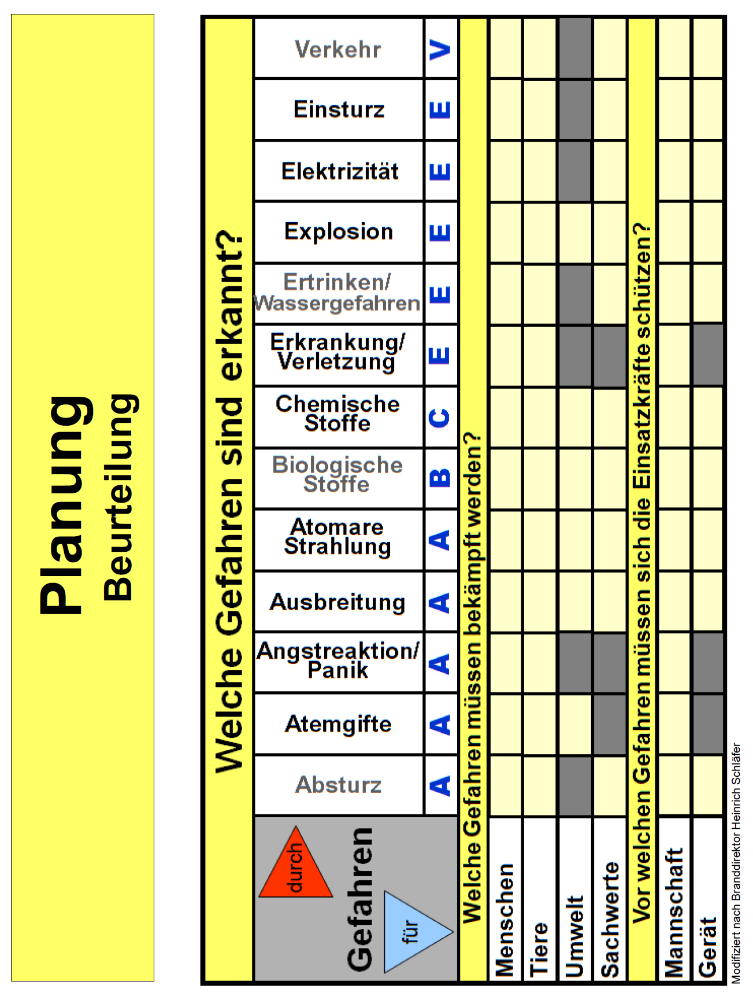 Planung
Beurteilung
Welche Gefahren sind erkannt?
durch
Gefahren
für
Absturz
Atemgifte
Angstreaktion/
Panik
Ausbreitung
Atomare
Strahlung
Biologische
Stoffe
Chemische
Stoffe
Erkrankung/
Verletzung
Ertrinken/
Wassergefahren
Explosion
Elektrizität
Einsturz
Verkehr
A A A A A B C E E E E E V
Welche Gefahren müssen bekämpft werden?
Menschen
Tiere
Umwelt
Sachwerte
Vor welchen Gefahren müssen sich die Einsatzkräfte schützen?
Mannschaft
Gerät
Modifiziert nach Branddirektor Heinrich Schläfer